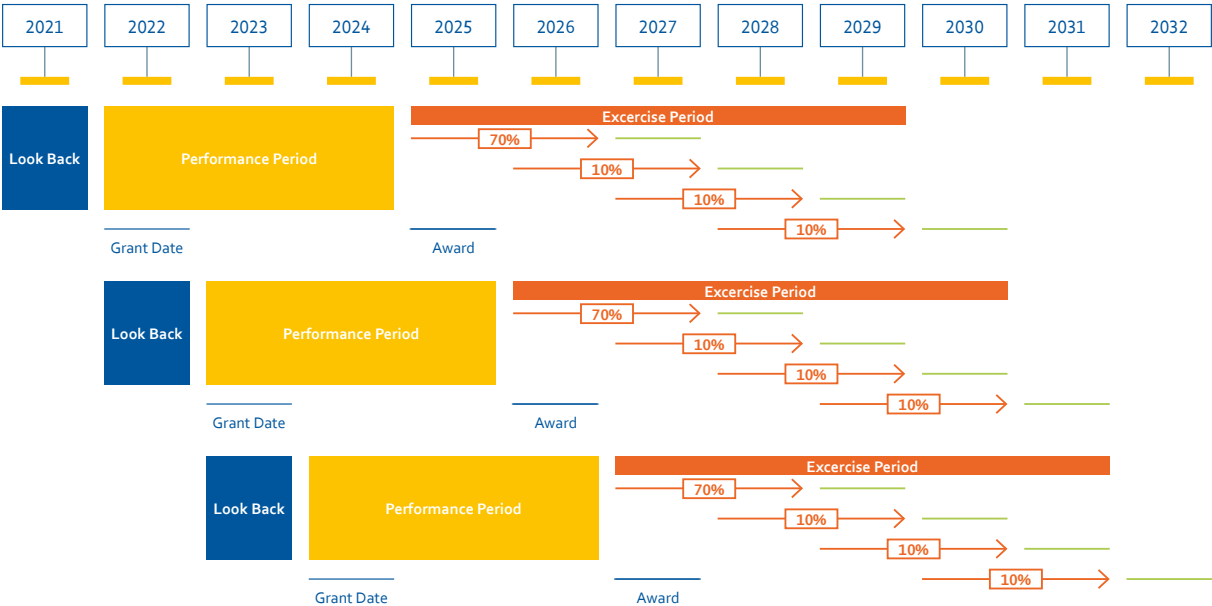 2021 2022 2023 2024 2025 2026 2027 2028 2029 2030 2031 2032
Look Back
Performance Period
Excercise Period
70%
10%
10%
10%
Grant Date
Award
Look Back
Performance Period
Excercise Period
70%
10%
10%
10%
Grant Date
Award
Look Back
Performance Period
Excercise Period
70%
10%
10%
10%
Grant Date
Award